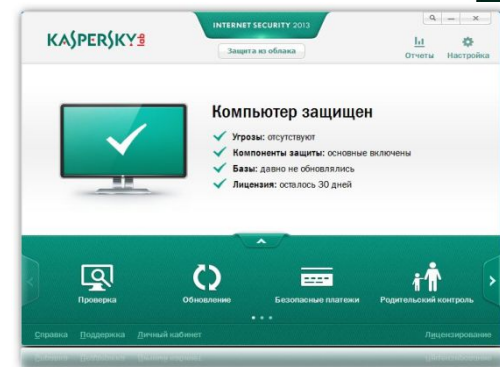 KASPERSKY lab
INTERNET SECURITY 2013
Защита из облака
Отчеты Настройка
Компьютер защищен
Угрозы: отсутствуют
Компоненты защиты: основные включены
Базы: давно не обновлялись
Лицензия: осталось 30 дней
Проверка Обновление Безопасные платежи Родительский контроль
Справка Поддержка Личный кабинет Лицензирование